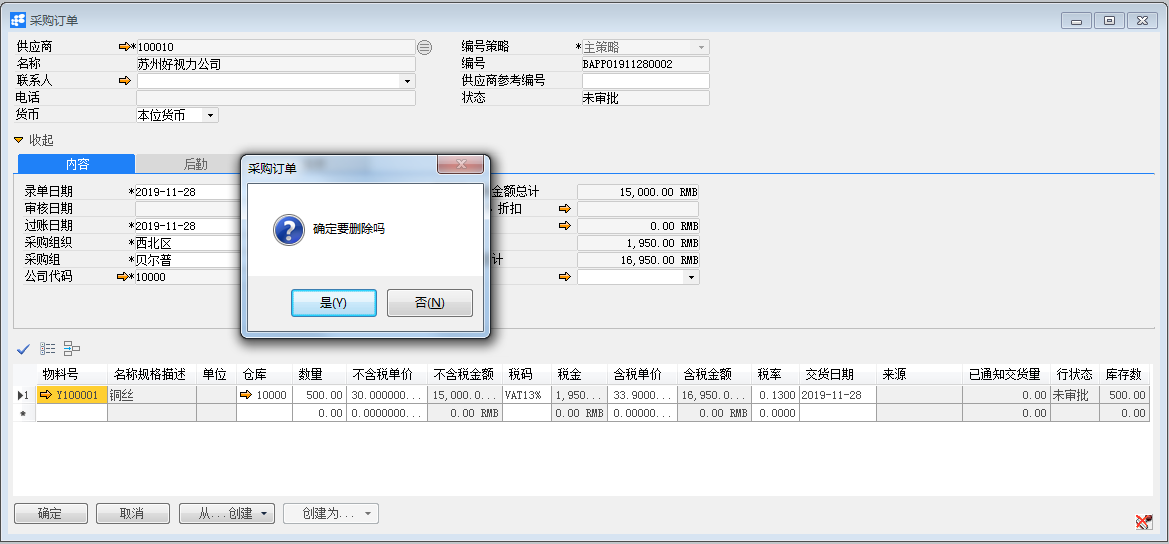 采购订单
供应商 *100010 编号策略 *主策略
名称 苏州好视力公司 编号 BAPP01911280002
联系人 供应商参考编号
电话 状态 未审批
货币 本位货币
收起
内容 后勤
采购订单
录单日期 *2019-11-28 金额总计 15,000.00 RMB
审核日期 折扣
过账日期 *2019-11-28 0.00 RMB
采购组织 *西北区 1,950.00 RMB
采购组 *贝尔普 计 16,950.00 RMB
公司代码 *10000
确定要删除吗
是(Y) 否(N)
物料号 名称规格描述 单位 仓库 数量 不含税单价 不含税金额 税码 税金 含税单价 含税金额 税率 交货日期 来源 已通知交货量 行状态 库存数
1 Y100001 铜丝 10000 500.00 30.000000... 15,000.0... VAT13% 1,950... 33.9000... 16,950.0... 0.1300 2019-11-28 0.00 未审批 500.00
* 0.00 0.0000000... 0.00 RMB 0.00 RMB 0.00000... 0.00 RMB 0.0000 0.00 0.00
确定 取消 从...创建 创建为...